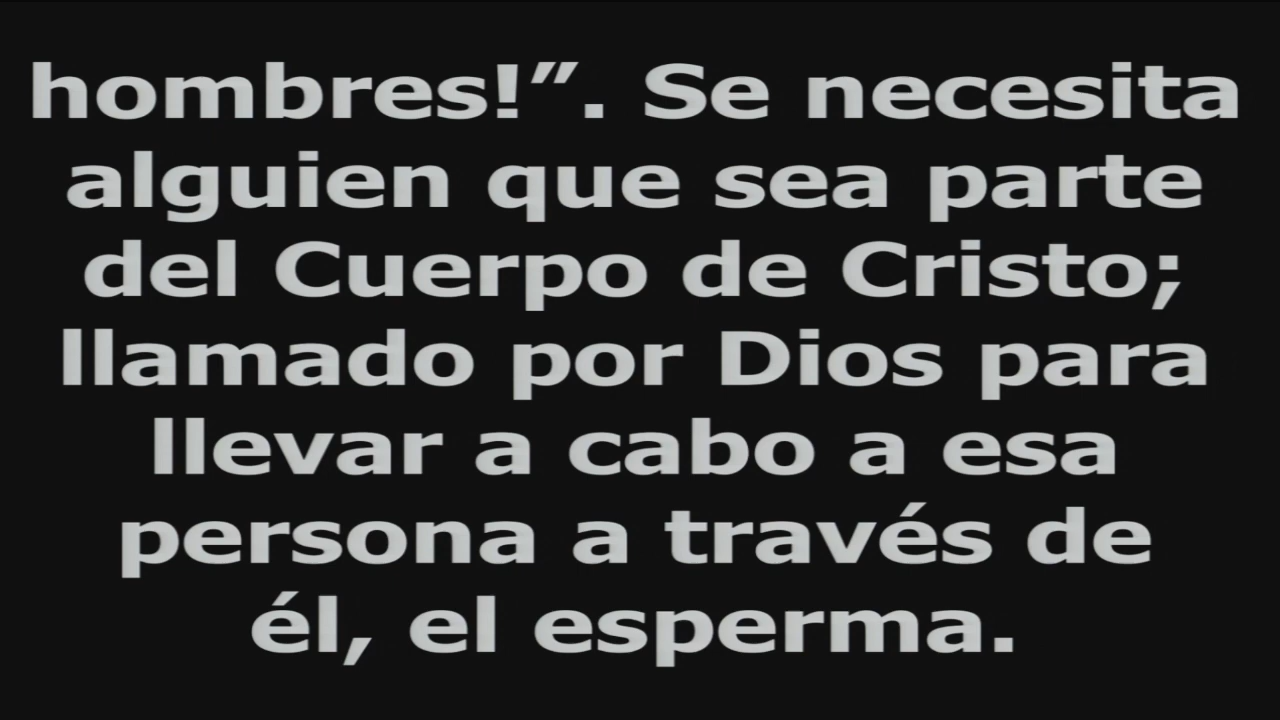 hombres!”. Se necesita
alguien que sea parte
del Cuerpo de Cristo;
llamado por Dios para
llevar a cabo a esa
persona a través de
él, el esperma.